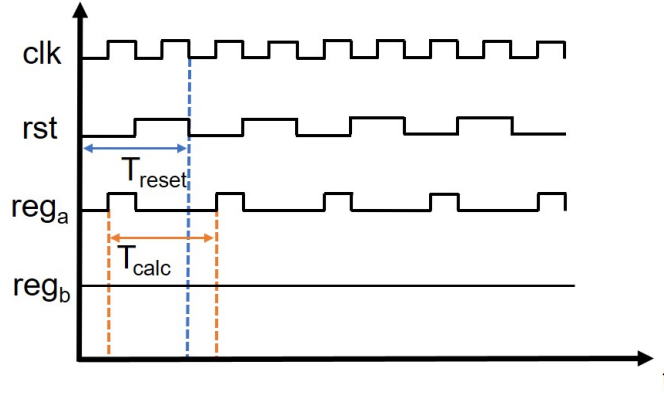 clk
rst
T_reset
reg_a
T_calc
reg_b